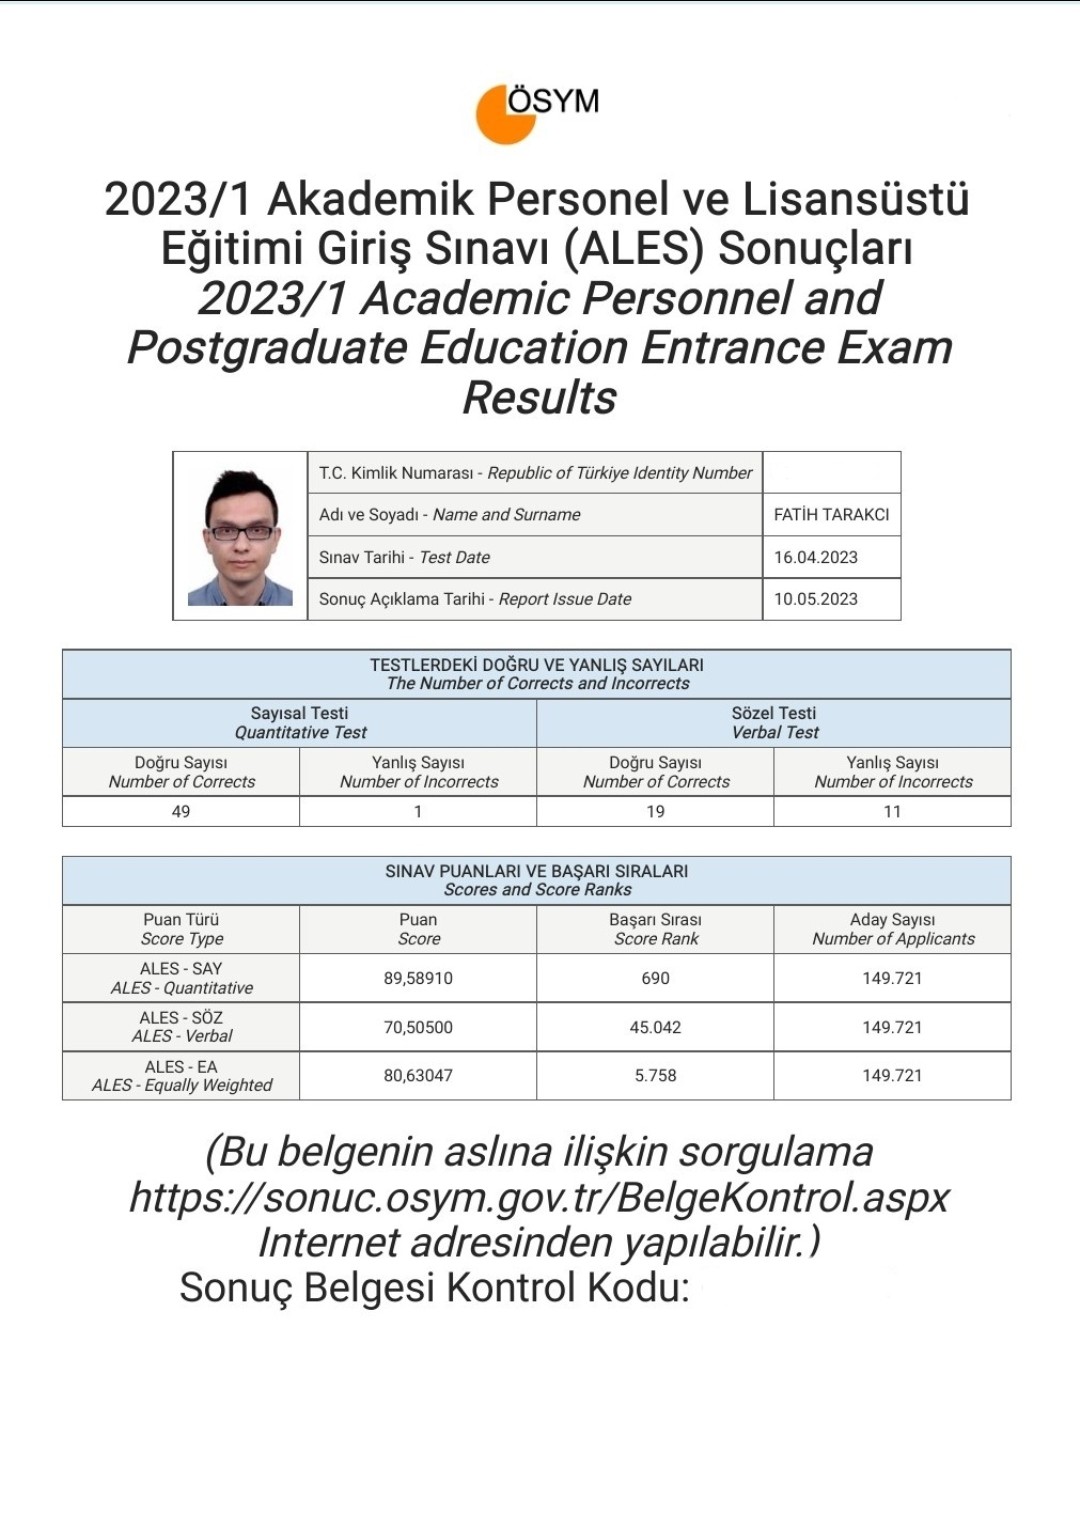 ÖSYM
2023/1 Akademik Personel ve Lisansüstü
Eğitimi Giriş Sınavı (ALES) Sonuçları
2023/1 Academic Personnel and
Postgraduate Education Entrance Exam
Results
T.C. Kimlik Numarası - Republic of Türkiye Identity Number
Adı ve Soyadı - Name and Surname FATİH TARAKCI
Sınav Tarihi - Test Date 16.04.2023
Sonuç Açıklama Tarihi - Report Issue Date 10.05.2023
TESTLERDEKİ DOĞRU VE YANLIŞ SAYILARI
The Number of Corrects and Incorrects
Sayısal Testi Sözel Testi
Quantitative Test Verbal Test
Doğru Sayısı Yanlış Sayısı Doğru Sayısı Yanlış Sayısı
Number of Corrects Number of Incorrects Number of Corrects Number of Incorrects
49 1 19 11
SINAV PUANLARI VE BAŞARI SIRALARI
Scores and Score Ranks
Puan Türü Puan Başarı Sırası Aday Sayısı
Score Type Score Score Rank Number of Applicants
ALES - SAY
ALES - Quantitative 89,58910 690 149.721
ALES - SÖZ
ALES - Verbal 70,50500 45.042 149.721
ALES - EA
ALES - Equally Weighted 80,63047 5.758 149.721
(Bu belgenin aslına ilişkin sorgulama
https://sonuc.osym.gov.tr/BelgeKontrol.aspx
Internet adresinden yapılabilir.)
Sonuç Belgesi Kontrol Kodu: